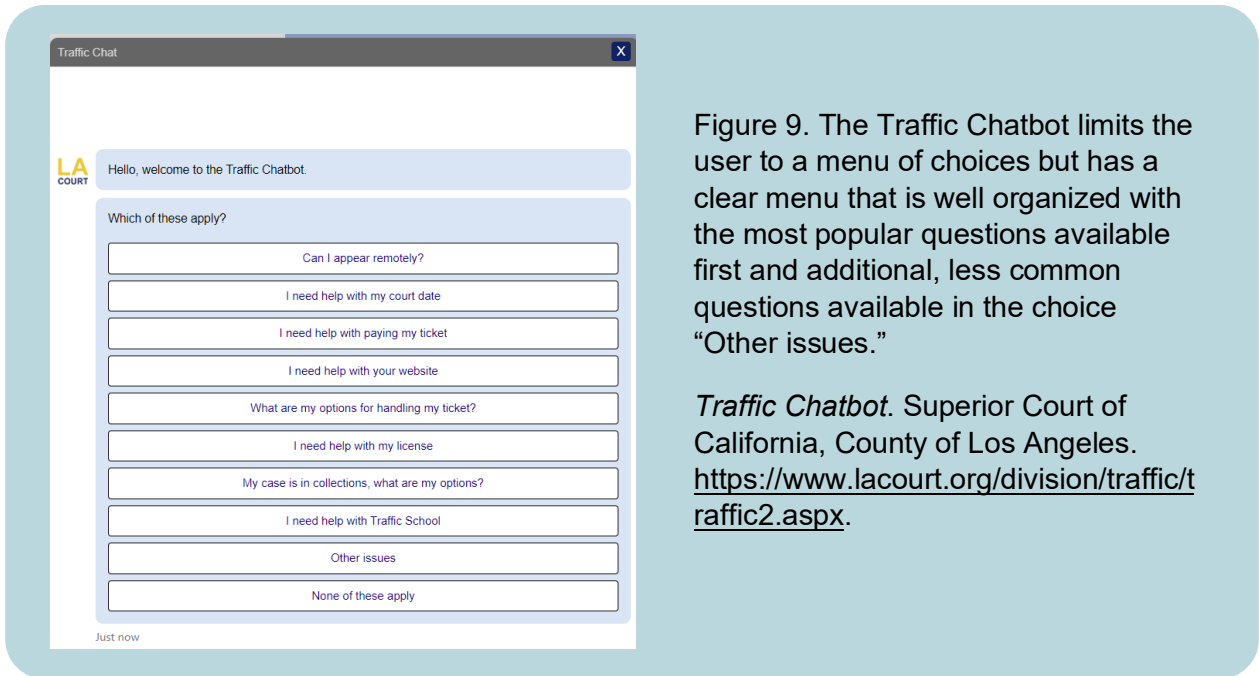 Traffic Chat
X
LA
COURT
Hello, welcome to the Traffic Chatbot.
Which of these apply?
Can I appear remotely?
I need help with my court date
I need help with paying my ticket
I need help with your website
What are my options for handling my ticket?
I need help with my license
My case is in collections, what are my options?
I need help with Traffic School
Other issues
None of these apply
Just now
Figure 9. The Traffic Chatbot limits the
user to a menu of choices but has a
clear menu that is well organized with
the most popular questions available
first and additional, less common
questions available in the choice
“Other issues.”
Traffic Chatbot. Superior Court of
California, County of Los Angeles.
https://www.lacourt.org/division/traffic/t
raffic2.aspx.